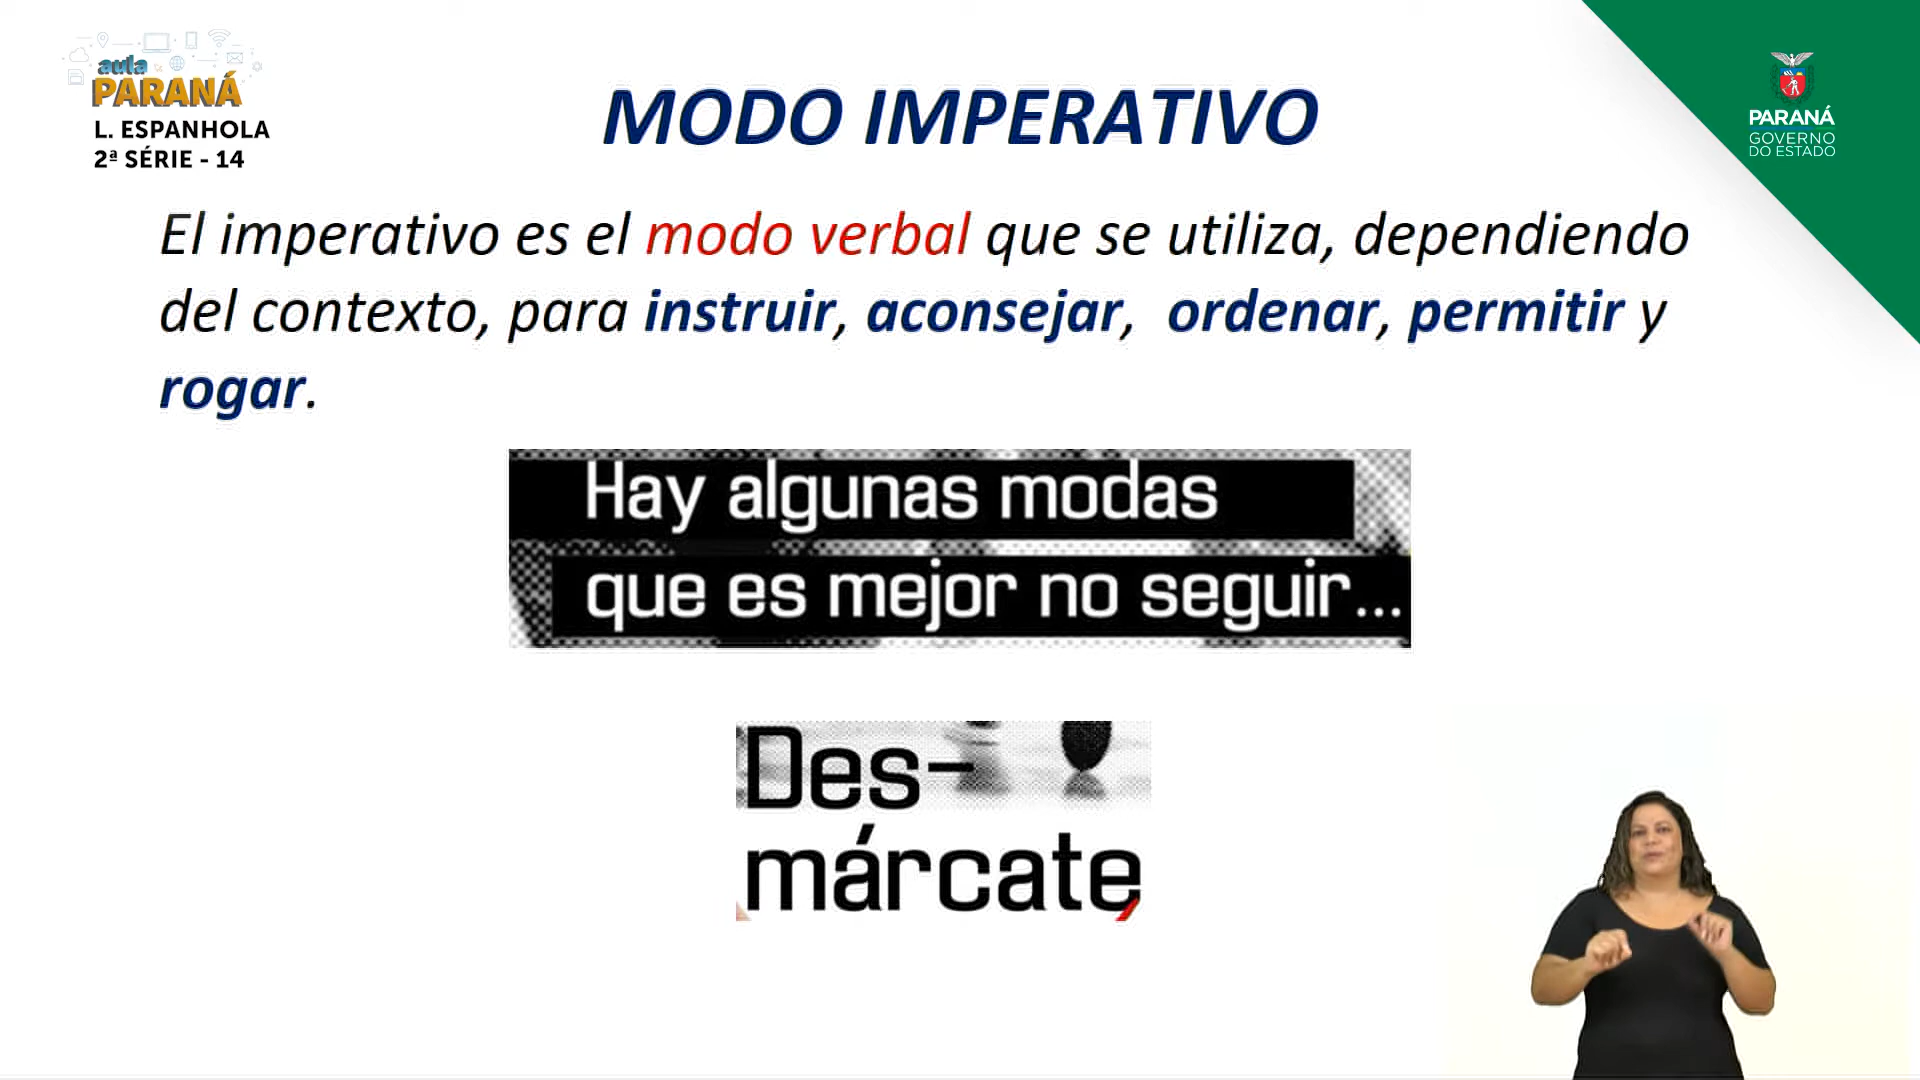 aula
PARANÁ
L. ESPANHOLA
2ª SÉRIE - 14
MODO IMPERATIVO
PARANÁ
GOVERNO
DO ESTADO
El imperativo es el modo verbal que se utiliza, dependiendo
del contexto, para instruir, aconsejar, ordenar, permitir y
rogar.
Hay algunas modas
que es mejor no seguir...
Des-
márcate